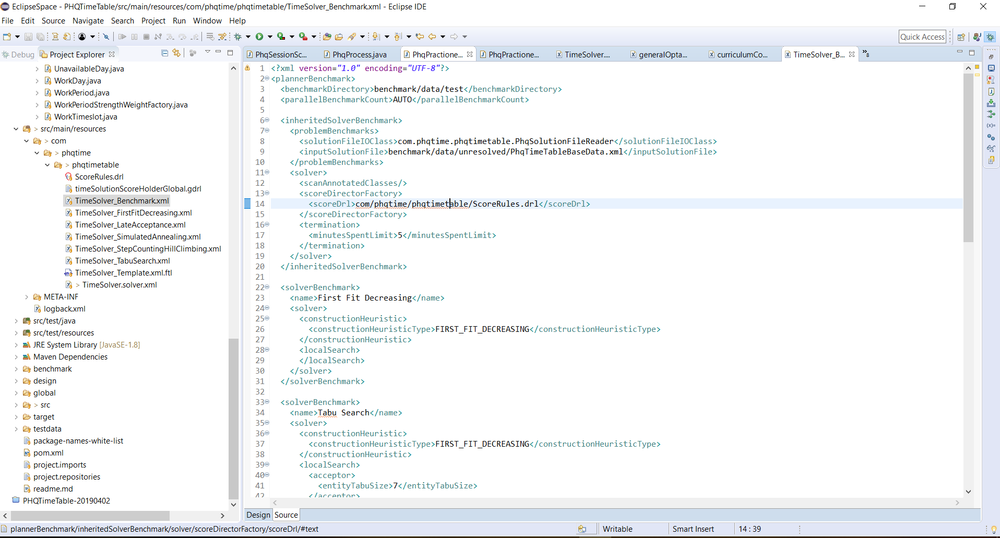 EclipseSpace - PHQTimeTable/src/main/resources/com/phqtime/phqtimetable/TimeSolver_Benchmark.xml - Eclipse IDE
File Edit Source Navigate Search Project Run Window Help
Quick Access
Debug Project Explorer
PhqSessionSc... PhqProcess.java PhqPractione... PhqPractione... TimeSolver.... generalOpta... curriculumCo... TimeSolver_B... »8
UnavailableDay.java
WorkDay.java
WorkPeriod.java
WorkPeriodStrengthWeightFactory.java
WorkTimeslot.java
> src/main/resources
> com
> phqtime
> phqtimetable
ScoreRules.drl
timeSolutionScoreHolderGlobal.gdrl
TimeSolver_Benchmark.xml
TimeSolver_FirstFitDecreasing.xml
TimeSolver_LateAcceptance.xml
TimeSolver_SimulatedAnnealing.xml
TimeSolver_StepCountingHillClimbing.xml
TimeSolver_TabuSearch.xml
TimeSolver_Template.xml.ftl
> TimeSolver.solver.xml
META-INF
logback.xml
src/test/java
src/test/resources
JRE System Library [JavaSE-1.8]
Maven Dependencies
benchmark
design
global
> src
target
testdata
package-names-white-list
pom.xml
project.imports
project.repositories
readme.md
PHQTimeTable-20190402
1 <?xml version="1.0" encoding="UTF-8"?>
2 <plannerBenchmark>
3 <benchmarkDirectory>benchmark/data/test</benchmarkDirectory>
4 <parallelBenchmarkCount>AUTO</parallelBenchmarkCount>
5
6 <inheritedSolverBenchmark>
7 <problemBenchmarks>
8 <solutionFileIOClass>com.phqtime.phqtimetable.PhqSolutionFileReader</solutionFileIOClass>
9 <inputSolutionFile>benchmark/data/unresolved/PhqTimeTableBaseData.xml</inputSolutionFile>
10 </problemBenchmarks>
11 <solver>
12 <scanAnnotatedClasses/>
13 <scoreDirectorFactory>
14 <scoreDrl>com/phqtime/phqtimetable/ScoreRules.drl</scoreDrl>
15 </scoreDirectorFactory>
16 <termination>
17 <minutesSpentLimit>5</minutesSpentLimit>
18 </termination>
19 </solver>
20 </inheritedSolverBenchmark>
21
22 <solverBenchmark>
23 <name>First Fit Decreasing</name>
24 <solver>
25 <constructionHeuristic>
26 <constructionHeuristicType>FIRST_FIT_DECREASING</constructionHeuristicType>
27 </constructionHeuristic>
28 <localSearch>
29 </localSearch>
30 </solver>
31 </solverBenchmark>
32
33 <solverBenchmark>
34 <name>Tabu Search</name>
35 <solver>
36 <constructionHeuristic>
37 <constructionHeuristicType>FIRST_FIT_DECREASING</constructionHeuristicType>
38 </constructionHeuristic>
39 <localSearch>
40 <acceptor>
41 <entityTabuSize>7</entityTabuSize>
42 </acceptor>
(x)=
Design Source
plannerBenchmark/inheritedSolverBenchmark/solver/scoreDirectorFactory/scoreDrl/#text
Writable Smart Insert 14 : 39